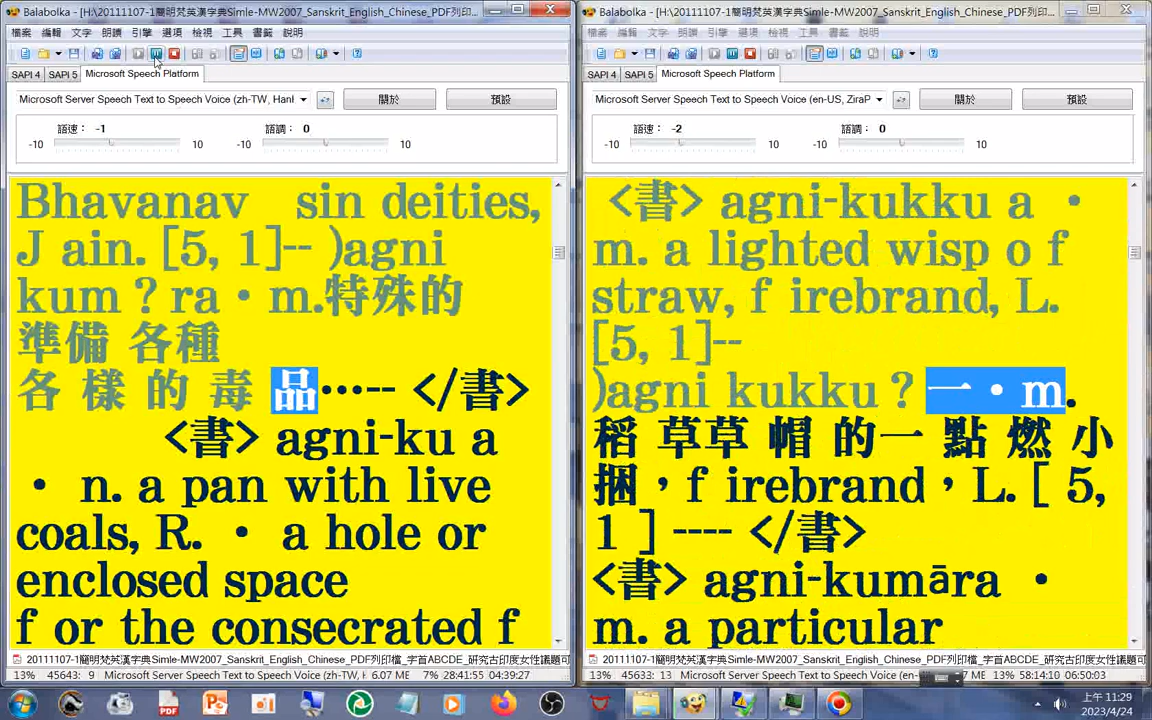 Balabolka - [H:\20111107-1簡明梵英漢字典Simle-MW2007_Sanskrit_English_Chinese_PDF列印...
檔案 編輯 文字 朗讀 引擎 選項 檢視 工具 書籤 說明
SAPI 4 SAPI 5 Microsoft Speech Platform
Microsoft Server Speech Text to Speech Voice (zh-TW, Hanl
關於 預設
語速： -1 語調： 0
-10 10 -10 10
Bhavanav sin deities,
J ain. [5, 1]-- )agni
kum？ra‧m.特殊的
準備 各種
各 樣 的 毒 品…-- </書>
<書> agni-ku a
‧ n. a pan with live
coals, R. ‧ a hole or
enclosed space
f or the consecrated f
20111107-1簡明梵英漢字典Simle-MW2007_Sanskrit_English_Chinese_PDF列印檔_字首ABCDE_研究古印度女性議題可
13% 45643: 9 Microsoft Server Speech Text to Speech Voice (zh-TW, H 6.07 ME 7% 28:41:55 04:39:27
Balabolka - [H:\20111107-1簡明梵英漢字典Simle-MW2007_Sanskrit_English_Chinese_PDF列印...
檔案 編輯 文字 朗讀 引擎 選項 檢視 工具 書籤 說明
SAPI 4 SAPI 5 Microsoft Speech Platform
Microsoft Server Speech Text to Speech Voice (en-US, ZiraP
關於 預設
語速： -2 語調： 0
-10 10 -10 10
<書> agni-kukku a ‧
m. a lighted wisp o f
straw, f irebrand, L.
[5, 1]--
)agni kukku？一‧m.
稻 草草 帽 的一 點 燃 小
捆，f irebrand，L. [ 5,
1 ] ---- </書>
<書> agni-kumāra ‧
m. a particular
20111107-1簡明梵英漢字典Simle-MW2007_Sanskrit_English_Chinese_PDF列印檔_字首ABCDE_研究古印度女性議題可
13% 45633: 13 Microsoft Server Speech Text to Speech Voice (en-US, 13% 58:14:10 06:50:03
上午 11:29
2023/4/24